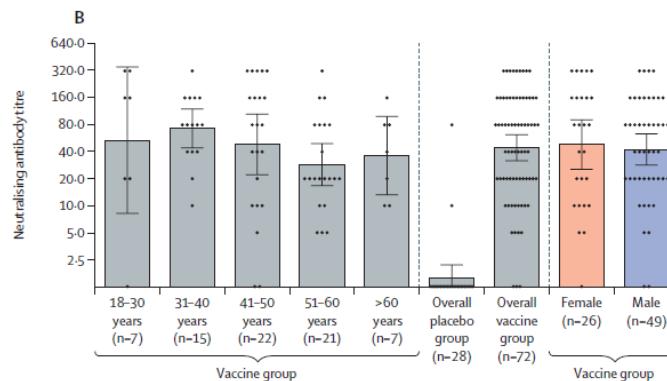 B
Neutralising antibody titre
640·0
320·0
160·0
80·0
40·0
20·0
10·0
5·0
2·5
18–30
years
(n=7)
31–40
years
(n=15)
41–50
years
(n=22)
51–60
years
(n=21)
>60
years
(n=7)
Overall
placebo
group
(n=28)
Overall
vaccine
group
(n=72)
Female
(n=26)
Male
(n=49)
Vaccine group
Vaccine group